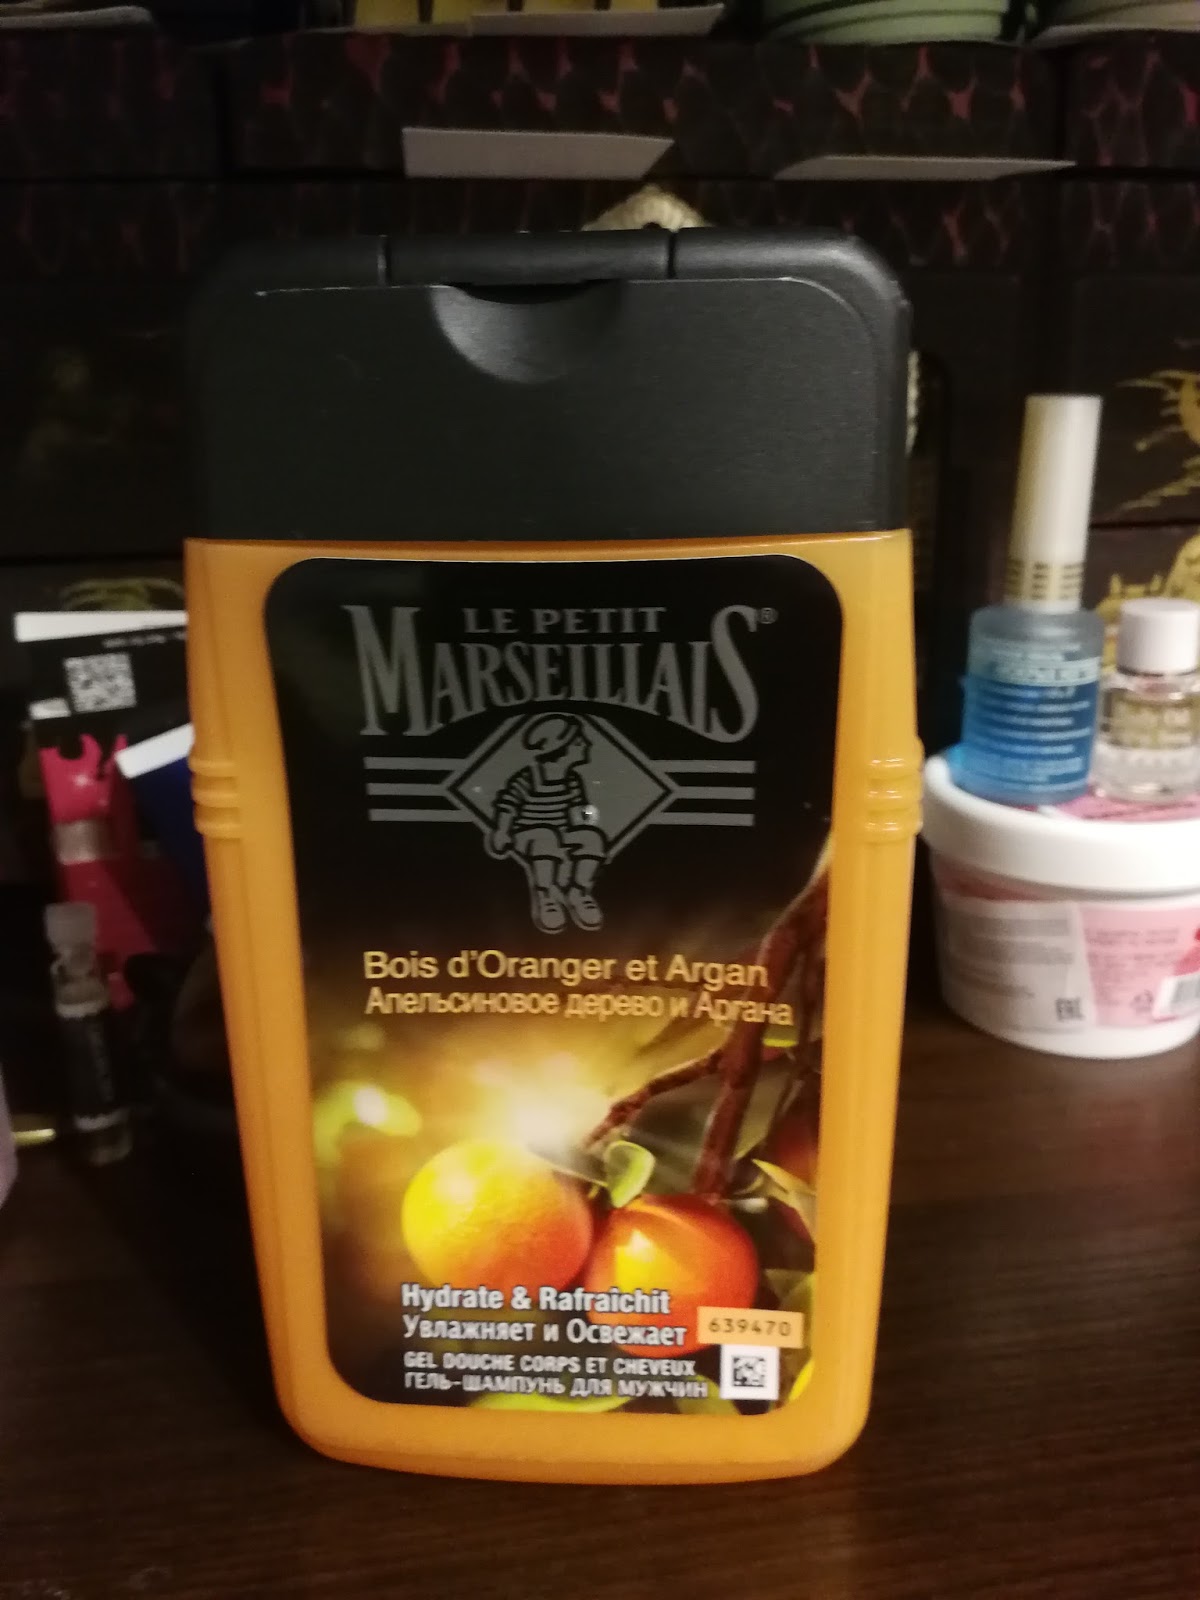 LE PETIT
MARSEILLAIS®
Bois d'Oranger et Argan
Апельсиновое дерево и Аргана
Hydrate & Rafraichit
Увлажняет и Освежает
639470
GEL DOUCHE CORPS ET CHEVEUX
ГЕЛЬ-ШАМПУНЬ ДЛЯ МУЖЧИН
EAC